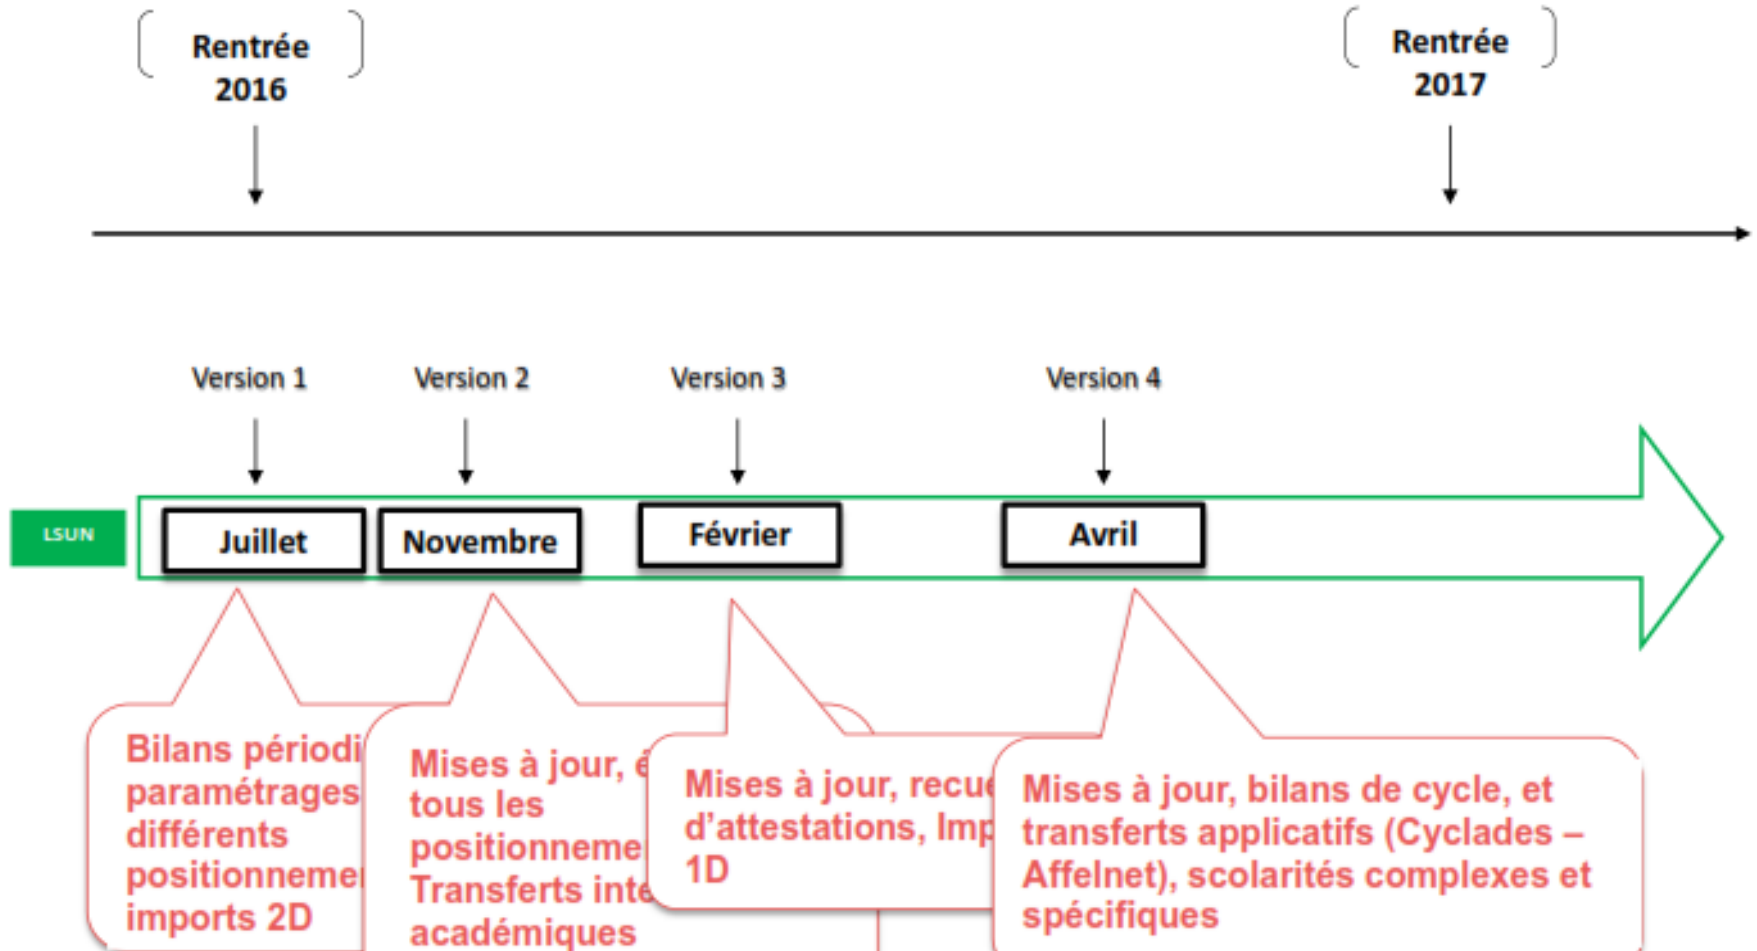 Rentrée
2016
Rentrée
2017
Version 1
Version 2
Version 3
Version 4
LSUN
Juillet
Novembre
Février
Avril
Bilans périodi
paramétrages
différents
positionneme
imports 2D
Mises à jour,
tous les
positionneme
Transferts inte
académiques
Mises à jour, recue
d’attestations, Imp
1D
Mises à jour, bilans de cycle, et
transferts applicatifs (Cyclades –
Affelnet), scolarités complexes et
spécifiques